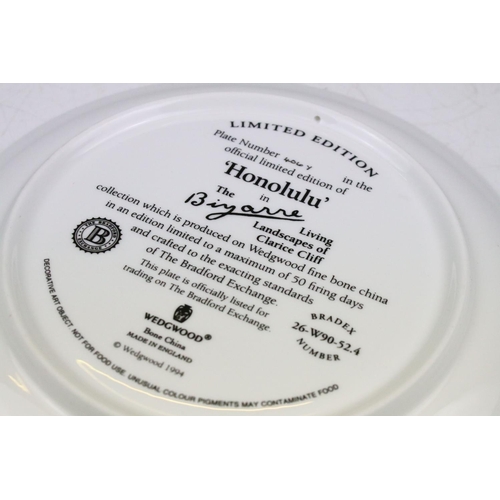 LIMITED EDITION
Plate Number in the
official limited edition of
'Honolulu'
in
The Bizarre Living
Landscapes of
Clarice Cliff
collection which is produced on Wedgwood fine bone china
in an edition limited to a maximum of 50 firing days
and crafted to the exacting standards
of The Bradford Exchange.
This plate is officially listed for
trading on The Bradford Exchange.
B
WEDGWOOD®
Bone China
MADE IN ENGLAND
© Wedgwood 1994
BRADEX
26-W90-52.4
NUMBER
DECORATIVE ART OBJECT. NOT FOR FOOD USE. UNUSUAL COLOUR PIGMENTS MAY CONTAMINATE FOOD